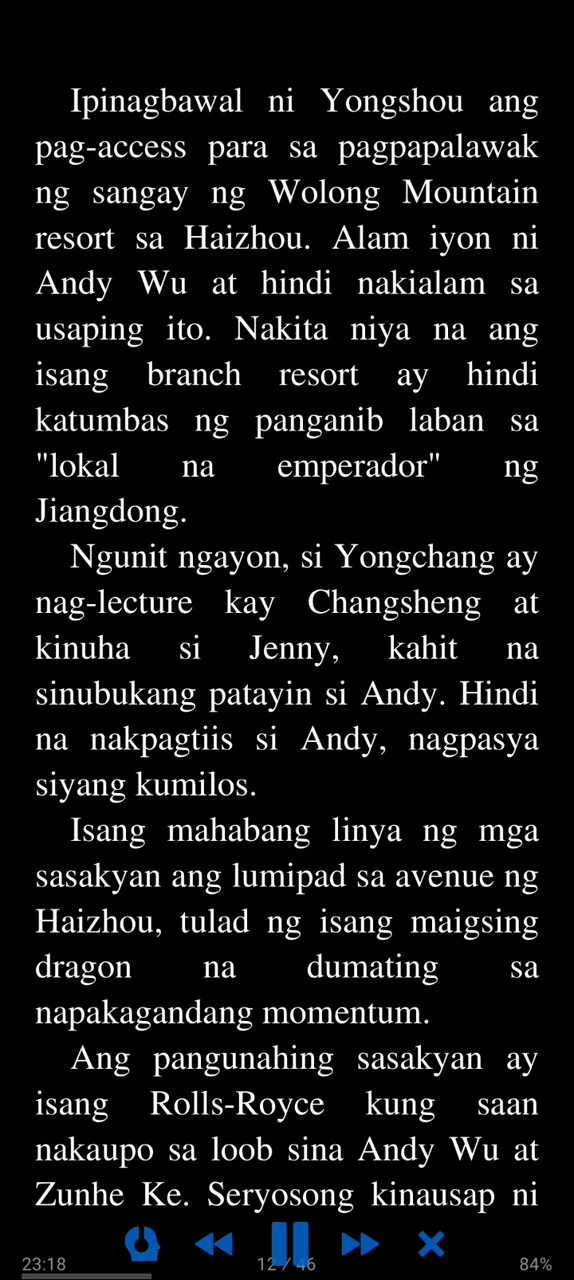 Ipinagbawal ni Yongshou ang
pag-access para sa pagpapalawak
ng sangay ng Wolong Mountain
resort sa Haizhou. Alam iyon ni
Andy Wu at hindi nakialam sa
usaping ito. Nakita niya na ang
isang branch resort ay hindi
katumbas ng panganib laban sa
"lokal na emperador" ng
Jiangdong.
Ngunit ngayon, si Yongchang ay
nag-lecture kay Changsheng at
kinuha si Jenny, kahit na
sinubukang patayin si Andy. Hindi
na nakpagtiis si Andy, nagpasya
siyang kumilos.
Isang mahabang linya ng mga
sasakyan ang lumipad sa avenue ng
Haizhou, tulad ng isang maigsing
dragon na dumating sa
napakagandang momentum.
Ang pangunahing sasakyan ay
isang Rolls-Royce kung saan
nakaupo sa loob sina Andy Wu at
Zunhe Ke. Seryosong kinausap ni
23:18 12 / 46 84%